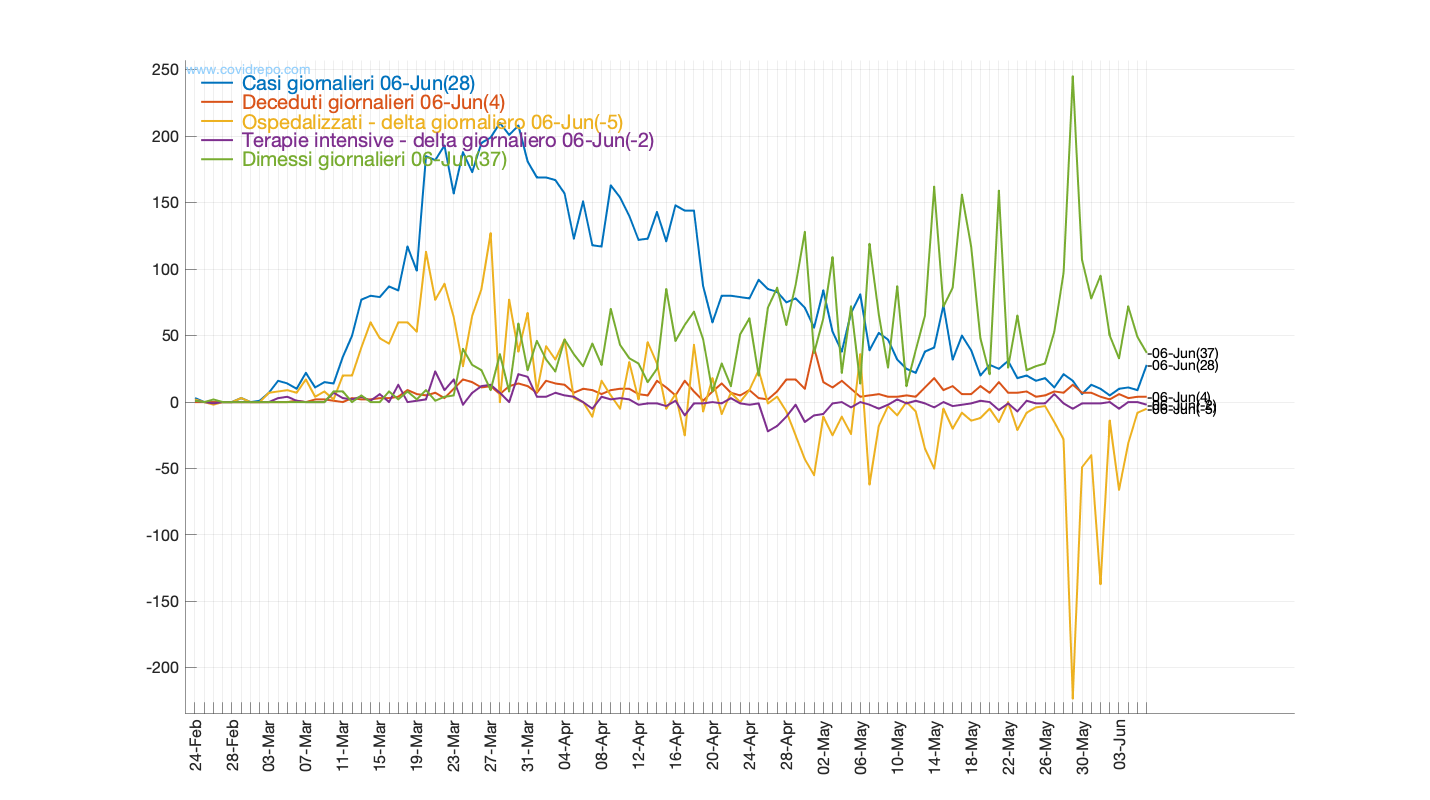 250
www.covidrepo.com
Casi giornalieri 06-Jun(28)
Deceduti giornalieri 06-Jun(4)
Ospedalizzati - delta giornaliero 06-Jun(-5)
200
Terapie intensive - delta giornaliero 06-Jun(-2)
Dimessi giornalieri 06-Jun(37)
150
100
50
-06-Jun(37)
-06-Jun(28)
0
-06-Jun(4)
-06-Jun(-2)
-06-Jun(-5)
-50
-100
-150
-200
24-Feb
28-Feb
03-Mar
07-Mar
11-Mar
15-Mar
19-Mar
23-Mar
27-Mar
31-Mar
04-Apr
08-Apr
12-Apr
16-Apr
20-Apr
24-Apr
28-Apr
02-May
06-May
10-May
14-May
18-May
22-May
26-May
30-May
03-Jun